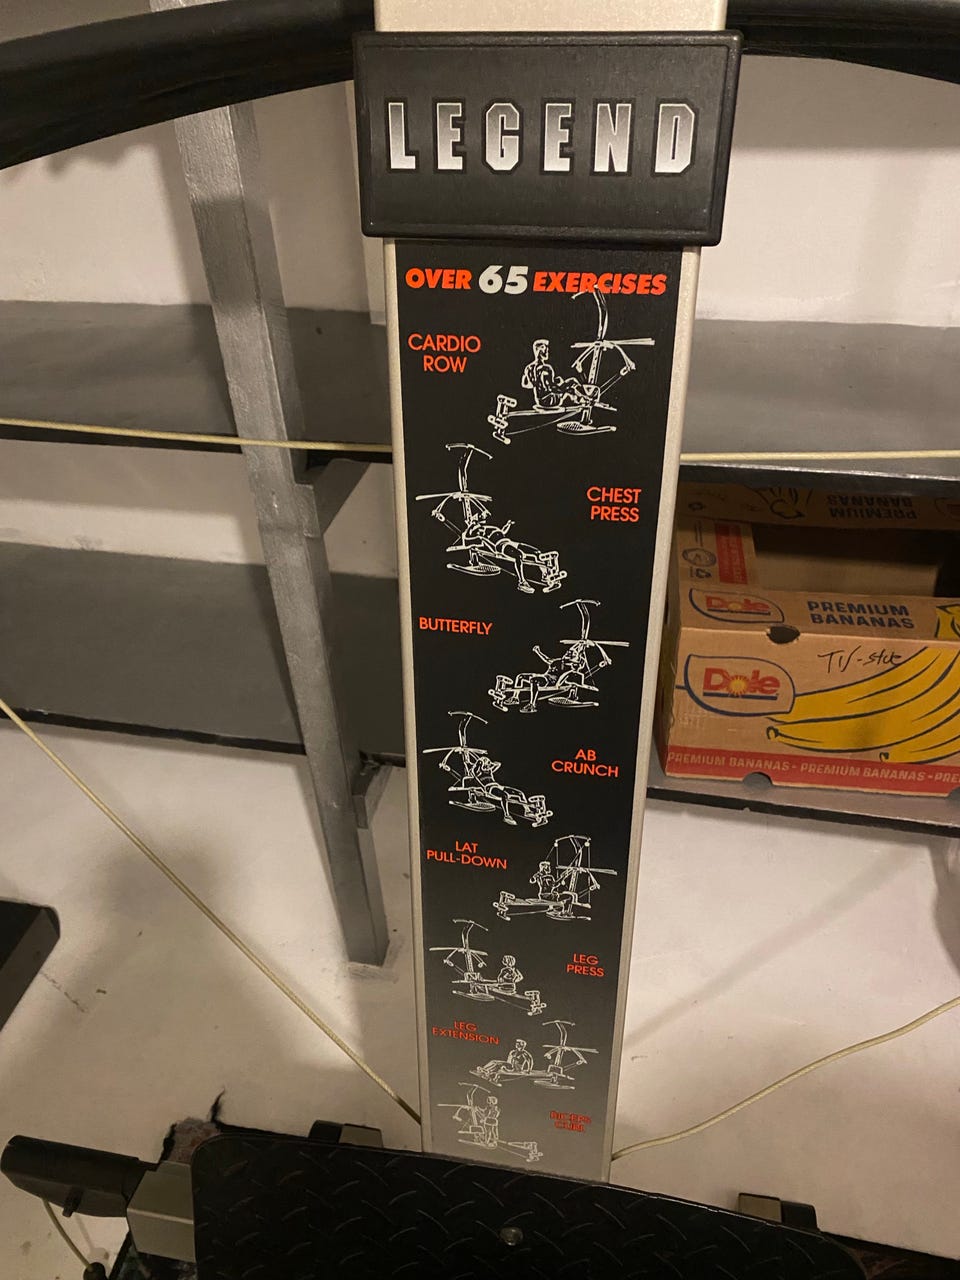 LEGEND
OVER 65 EXERCISES
CARDIO
ROW
CHEST
PRESS
BUTTERFLY
AB
CRUNCH
LAT
PULL-DOWN
LEG
PRESS
LEG
EXTENSION
BICEPS
CURL
PREMIUM
BANANAS
Dole
PREMIUM
BANANAS
Dole
PREMIUM BANANAS - PREMIUM BANANAS - PRE